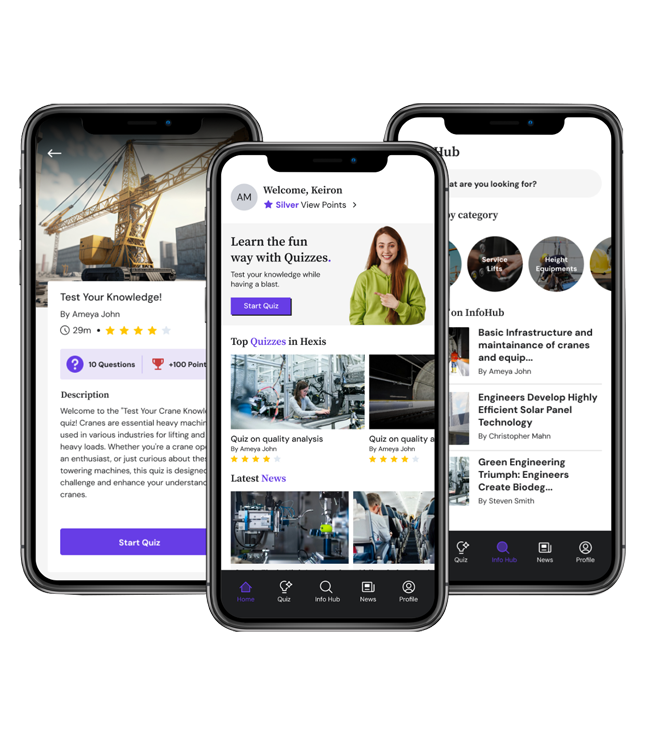 Test Your Knowledge!
By Ameya John
29m
10 Questions
+100 Point
Description
Welcome to the "Test Your Crane Knowle
quiz! Cranes are essential heavy machin
used in various industries for lifting and
heavy loads. Whether you're a crane ope
an enthusiast, or just curious about thes
towering machines, this quiz is designed
challenge and enhance your understand
cranes.
Start Quiz
AM
Welcome, Keiron
Silver View Points
Learn the fun
way with Quizzes.
Test your knowledge while
having a blast.
Start Quiz
Top Quizzes in Hexis
Quiz on quality analysis
By Ameya John
Quiz on quality a
By Ameya John
Latest News
Home
Quiz
Info Hub
News
Profile
Hub
at are you looking for?
by category
Service
Lifts
Height
Equipments
on InfoHub
Basic Infrastructure and
maintainance of cranes
and equip...
By Ameya John
Engineers Develop Highly
Efficient Solar Panel
Technology
By Christopher Mahn
Green Engineering
Triumph: Engineers
Create Biodeg...
By Steven Smith
Quiz
Info Hub
News
Profile